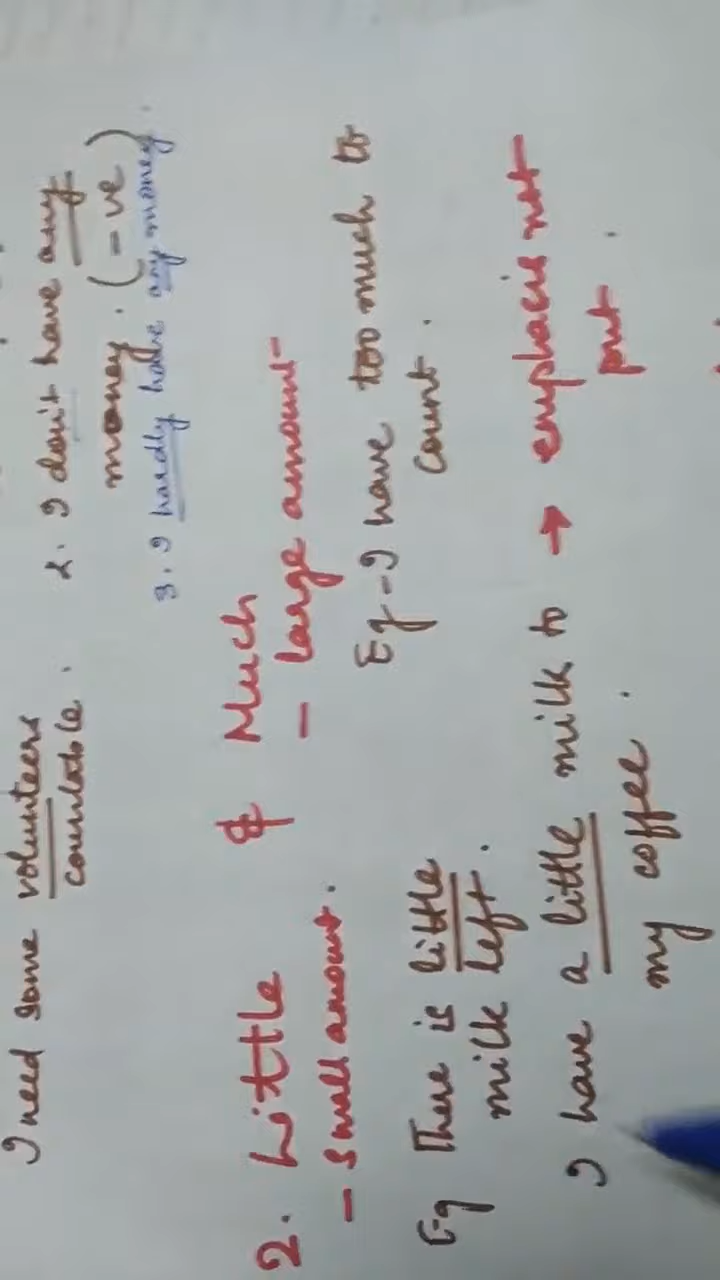 I need some volunteers
countable.
2. I don't have any
money. (-ve)
3. I hardly have any money.
2. Little & Much
- Small amount.
- Large amount
Eg There is little
milk left.
Eg - I have too much to
count.
I have a little milk to → emphasis not
my coffee.
put.